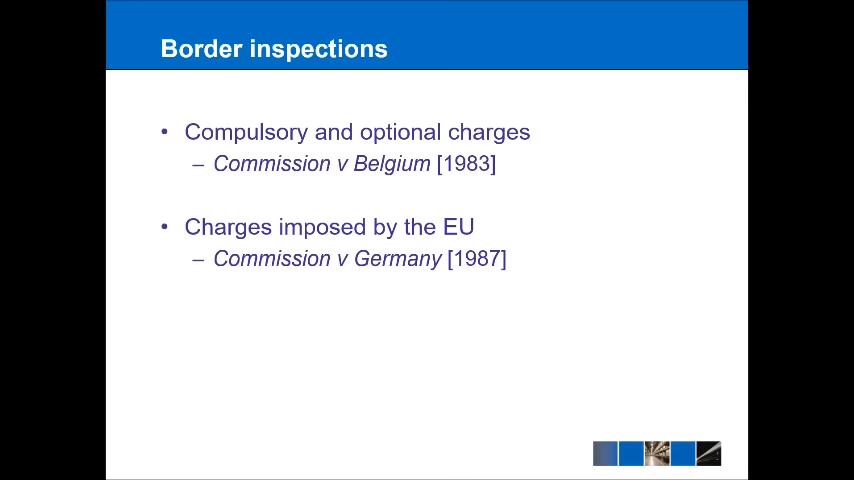 Border inspections
• Compulsory and optional charges
– Commission v Belgium [1983]
• Charges imposed by the EU
– Commission v Germany [1987]